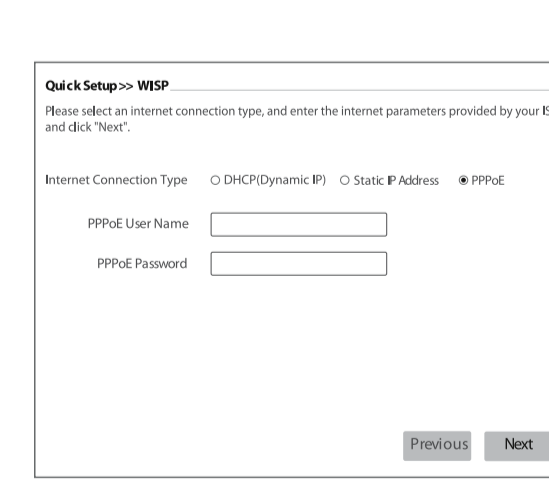 Quick Setup>> WISP
Please select an internet connection type, and enter the internet parameters provided by your
and click "Next".
Internet Connection Type DHCP(Dynamic IP) Static IP Address PPPoE
PPPoE User Name
PPPoE Password
Previous Next